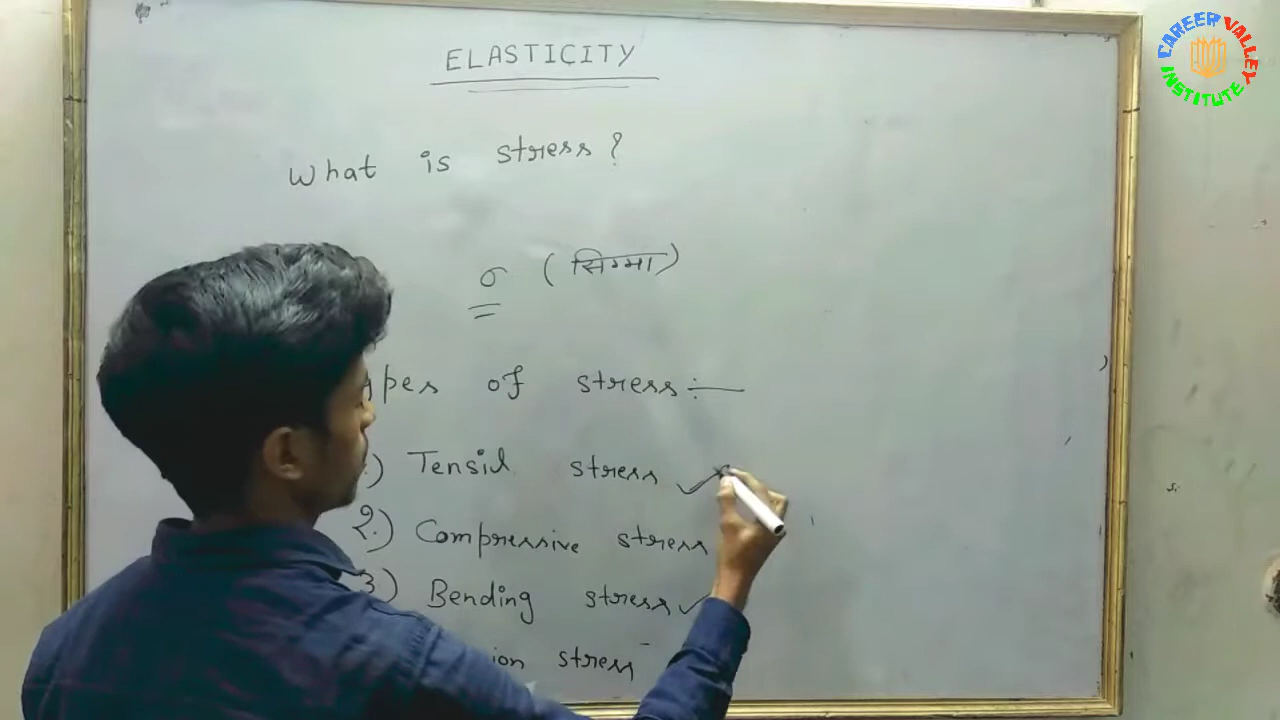 ELASTICITY
What is stress?
σ (सिग्मा)
of stress:—
Tensil stress
2.) Compressive stress
3) Bending stress
stress
CAREER VALLEY
INSTITUTE